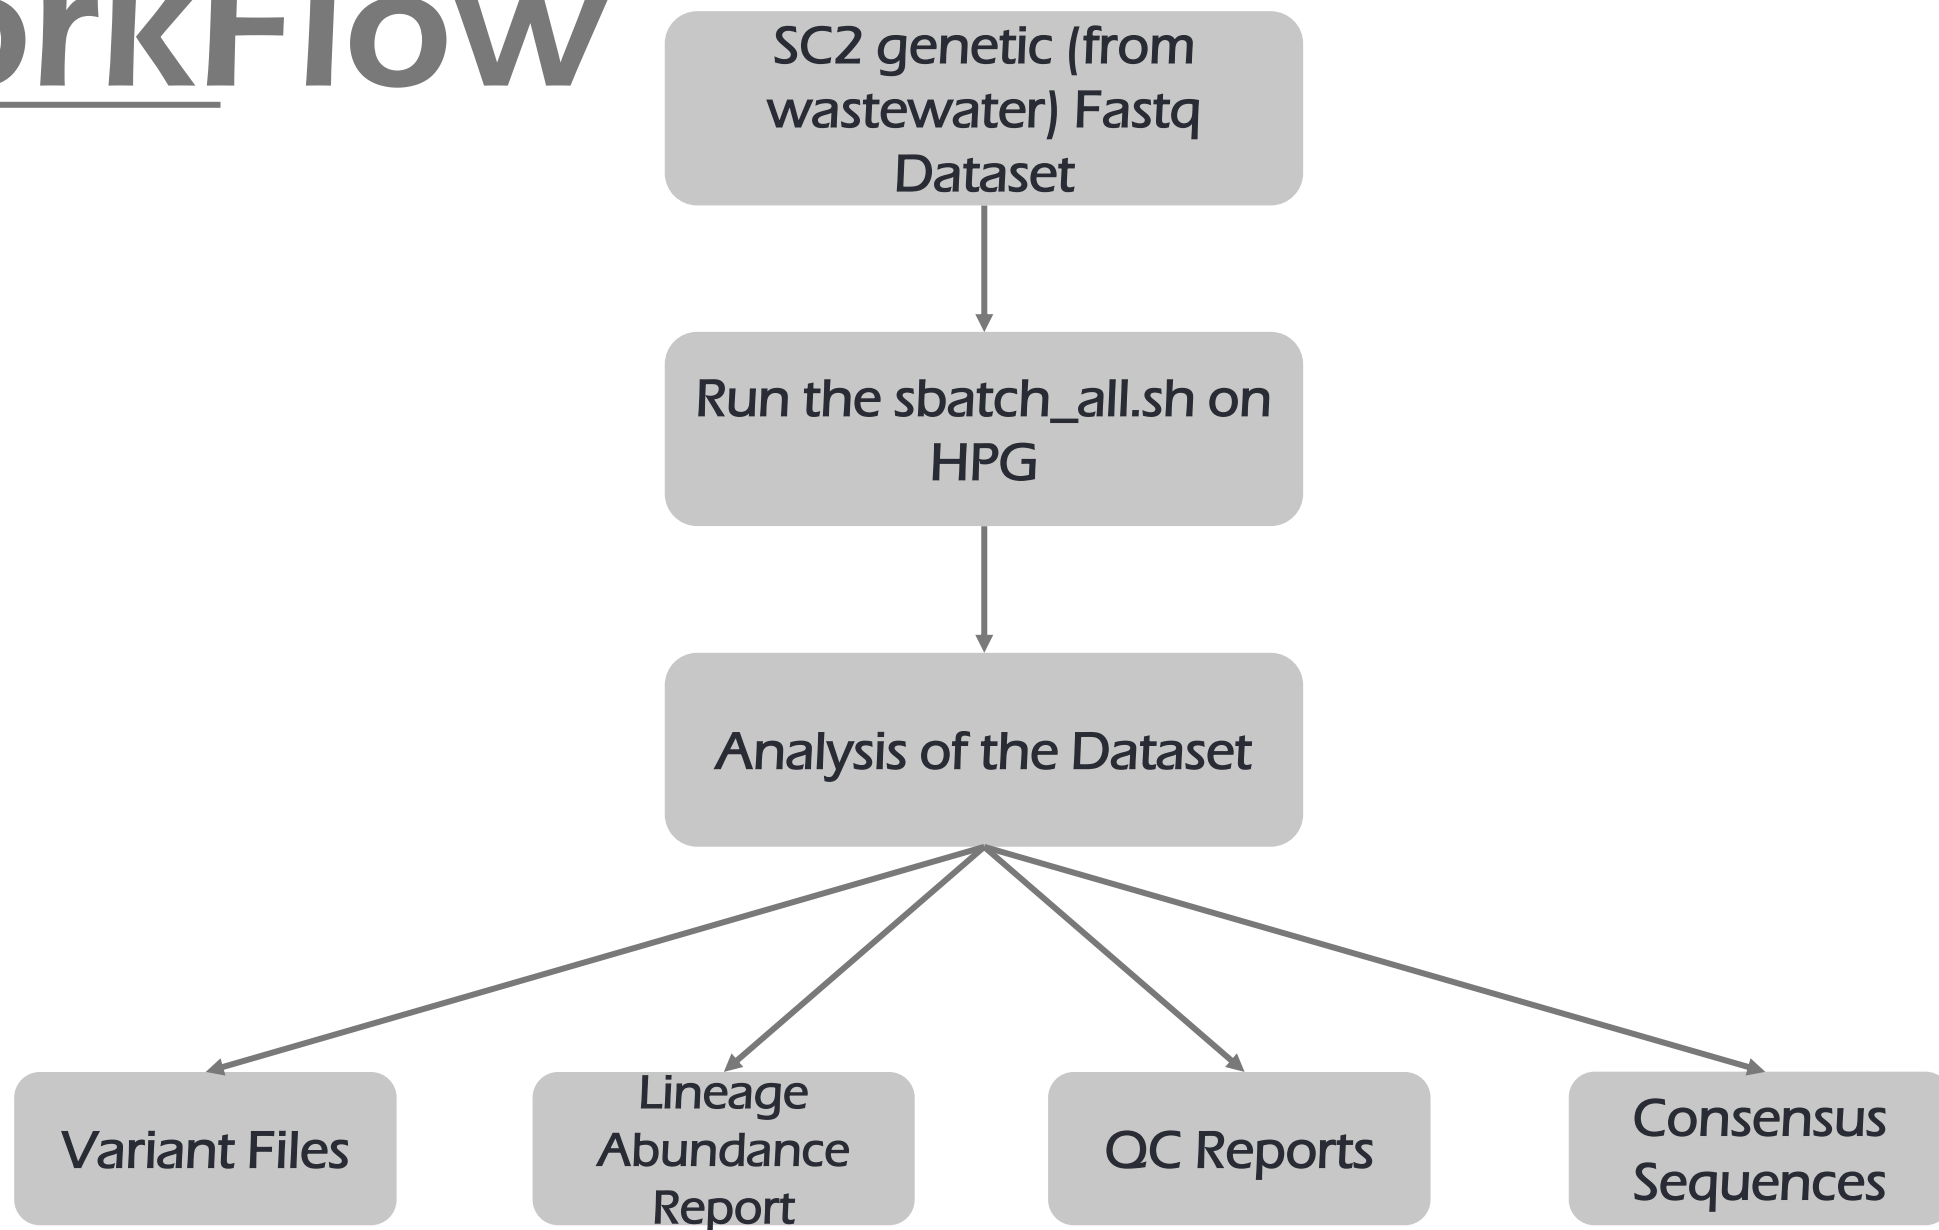 orkFlow
SC2 genetic (from
wastewater) Fastq
Dataset
Run the sbatch_all.sh on
HPG
Analysis of the Dataset
Variant Files
Lineage
Abundance
Report
QC Reports
Consensus
Sequences